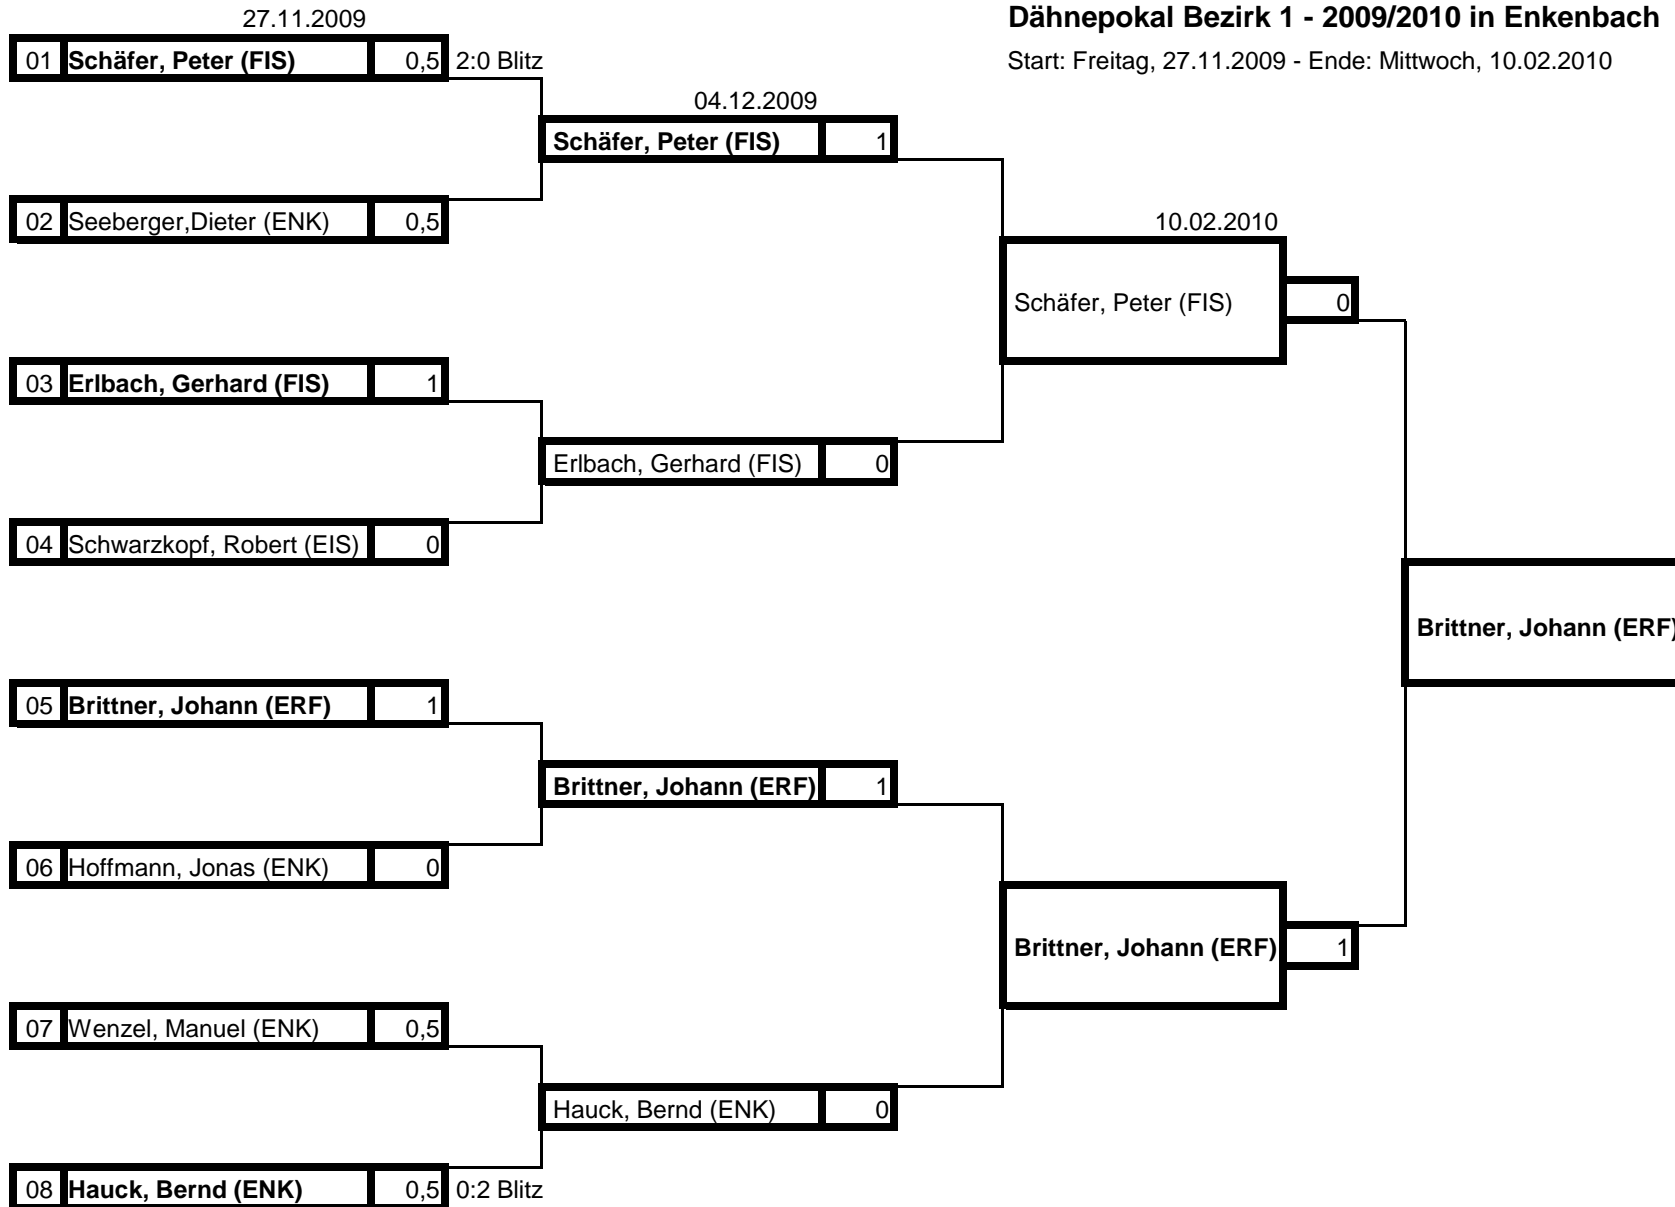 27.11.2009
Dähnepokal Bezirk 1 - 2009/2010 in Enkenbach
01 Schäfer, Peter (FIS) 0,5 2:0 Blitz
Start: Freitag, 27.11.2009 - Ende: Mittwoch, 10.02.2010
04.12.2009
Schäfer, Peter (FIS) 1
02 Seeberger,Dieter (ENK) 0,5
10.02.2010
Schäfer, Peter (FIS) 0
03 Erlbach, Gerhard (FIS) 1
Erlbach, Gerhard (FIS) 0
04 Schwarzkopf, Robert (EIS) 0
Brittner, Johann (ERF)
05 Brittner, Johann (ERF) 1
Brittner, Johann (ERF) 1
06 Hoffmann, Jonas (ENK) 0
Brittner, Johann (ERF) 1
07 Wenzel, Manuel (ENK) 0,5
Hauck, Bernd (ENK) 0
08 Hauck, Bernd (ENK) 0,5 0:2 Blitz